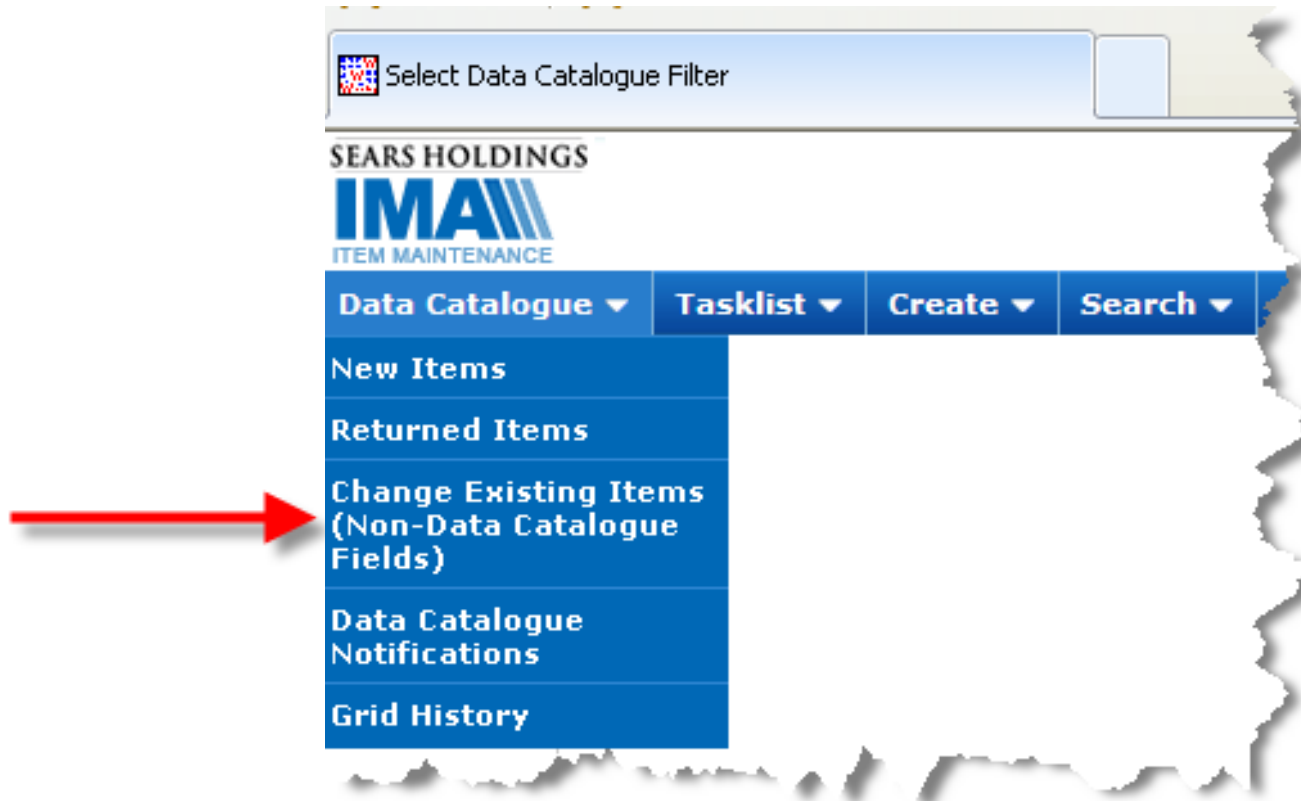 Select Data Catalogue Filter
SEARS HOLDINGS
IMA
ITEM MAINTENANCE
Data Catalogue Tasklist Create Search
New Items
Returned Items
Change Existing Items
(Non-Data Catalogue
Fields)
Data Catalogue
Notifications
Grid History